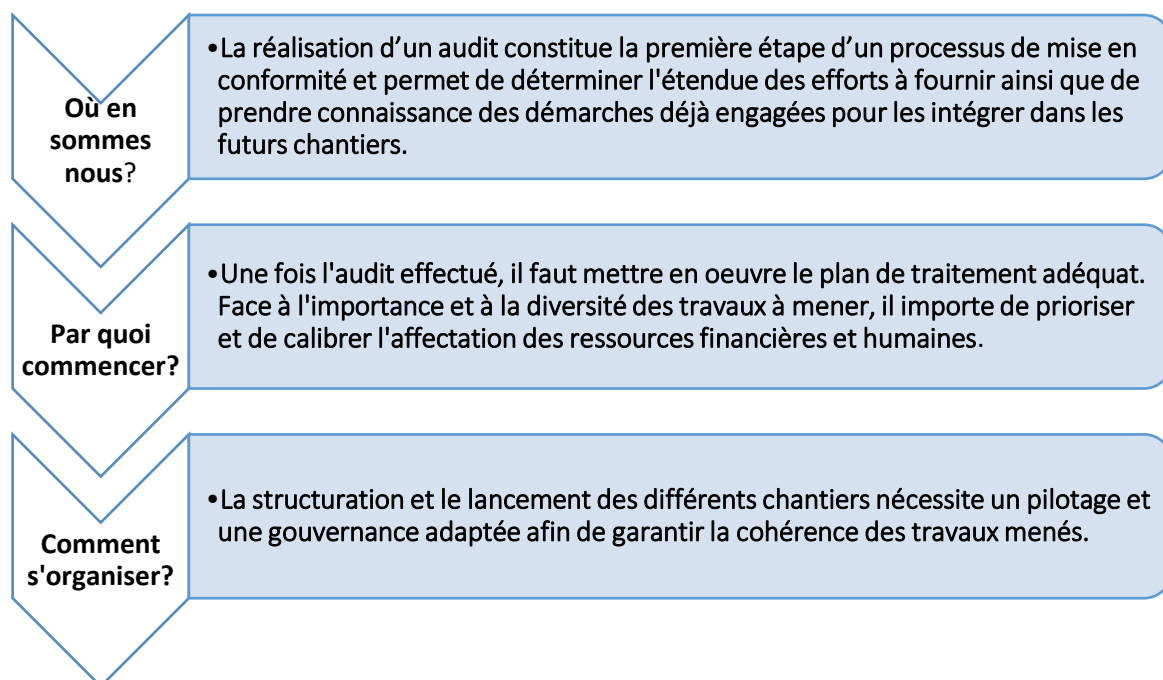 Où en
sommes
nous?
•La réalisation d’un audit constitue la première étape d’un processus de mise en
conformité et permet de déterminer l'étendue des efforts à fournir ainsi que de
prendre connaissance des démarches déjà engagées pour les intégrer dans les
futurs chantiers.
Par quoi
commencer?
•Une fois l'audit effectué, il faut mettre en oeuvre le plan de traitement adéquat.
Face à l'importance et à la diversité des travaux à mener, il importe de prioriser
et de calibrer l'affectation des ressources financières et humaines.
Comment
s'organiser?
•La structuration et le lancement des différents chantiers nécessite un pilotage et
une gouvernance adaptée afin de garantir la cohérence des travaux menés.